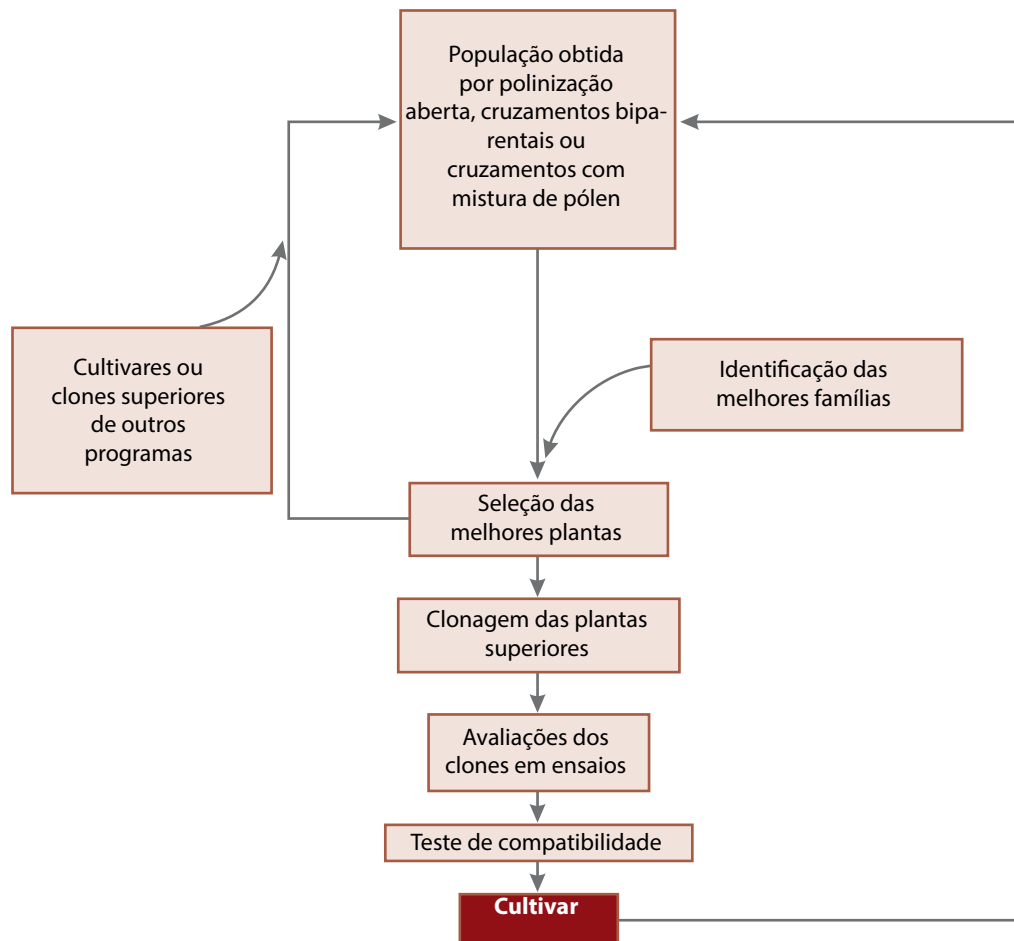 População obtida
por polinização
aberta, cruzamentos bipa-
rentais ou
cruzamentos com
mistura de pólen
Cultivares ou
clones superiores
de outros
programas
Identificação das
melhores famílias
Seleção das
melhores plantas
Clonagem das plantas
superiores
Avaliações dos
clones em ensaios
Teste de compatibilidade
Cultivar